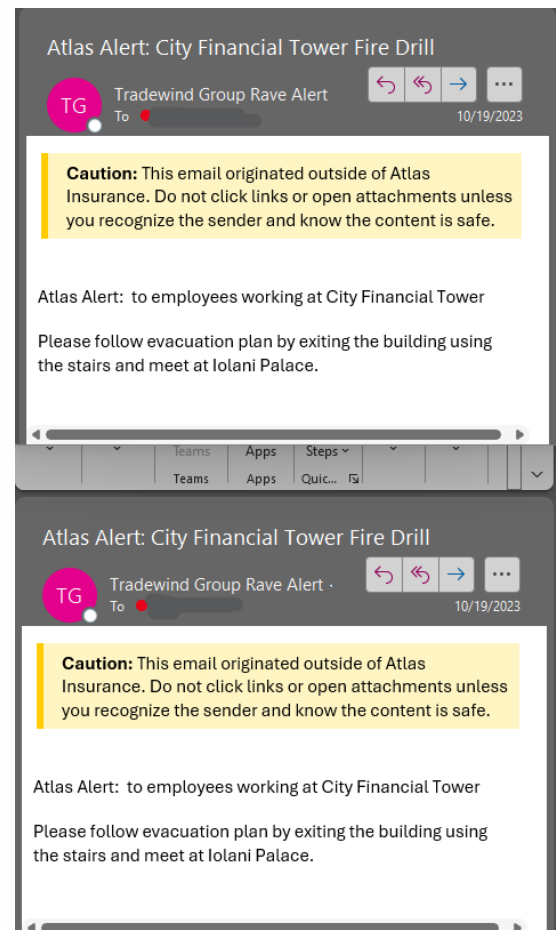 Atlas Alert: City Financial Tower Fire Drill
TG
Tradewind Group Rave Alert
To
10/19/2023
Caution: This email originated outside of Atlas
Insurance. Do not click links or open attachments unless
you recognize the sender and know the content is safe.
Atlas Alert:  to employees working at City Financial Tower
Please follow evacuation plan by exiting the building using
the stairs and meet at Iolani Palace.
Teams Apps Steps
Teams Apps Quic...
Atlas Alert: City Financial Tower Fire Drill
TG
Tradewind Group Rave Alert ·
To
10/19/2023
Caution: This email originated outside of Atlas
Insurance. Do not click links or open attachments unless
you recognize the sender and know the content is safe.
Atlas Alert:  to employees working at City Financial Tower
Please follow evacuation plan by exiting the building using
the stairs and meet at Iolani Palace.